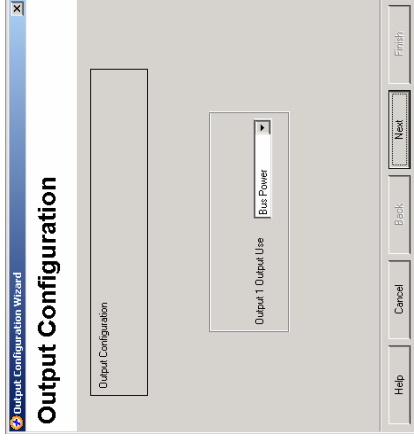 Output Configuration Wizard
Output Configuration
Output Configuration
Output 1 Output Use Bus Power
Help Cancel Back Next Finish